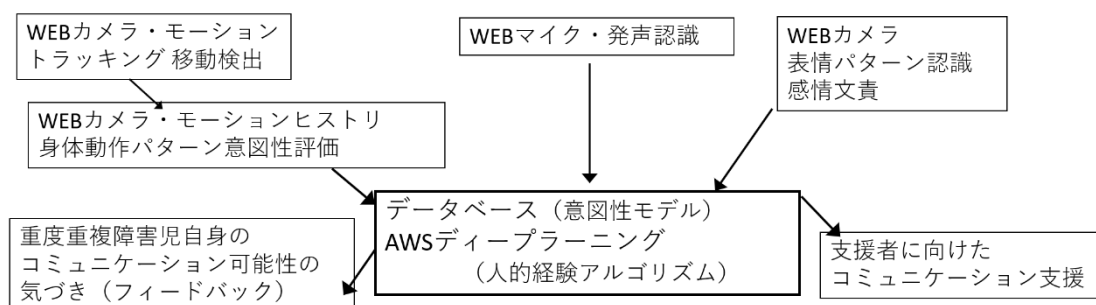 WEBカメラ・モーション
トラッキング 移動検出
WEBマイク・発声認識
WEBカメラ
表情パターン認識
感情文責
WEBカメラ・モーションヒストリ
身体動作パターン意図性評価
データベース（意図性モデル）
AWSディープラーニング
（人的経験アルゴリズム）
重度重複障害児自身の
コミュニケーション可能性の
気づき（フィードバック）
支援者に向けた
コミュニケーション支援